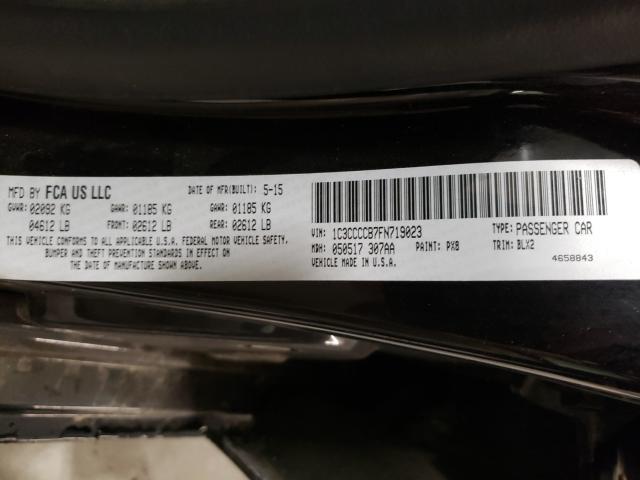 MFD BY FCA US LLC DATE OF MFR(BUILT): 5-15
GVWR: 02092 KG GAWR: 01185 KG GAWR: 01185 KG
04612 LB FRONT: 02612 LB REAR: 02612 LB
THIS VEHICLE CONFORMS TO ALL APPLICABLE U.S.A. FEDERAL MOTOR VEHICLE SAFETY,
BUMPER AND THEFT PREVENTION STANDARDS IN EFFECT ON
THE DATE OF MANUFACTURE SHOWN ABOVE.
VIN: 1C3CCCCB7FN719023 TYPE: PASSENGER CAR
MDH: 050517 307AA PAINT: PX8 TRIM: BLX2
VEHICLE MADE IN U.S.A. 4658843